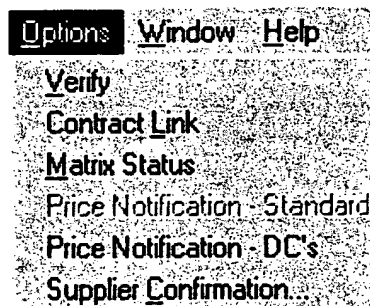 Options Window Help
Verify
Contract Link
Matrix Status
Price Notification - Standard
Price Notification - DC's
Supplier Confirmation...